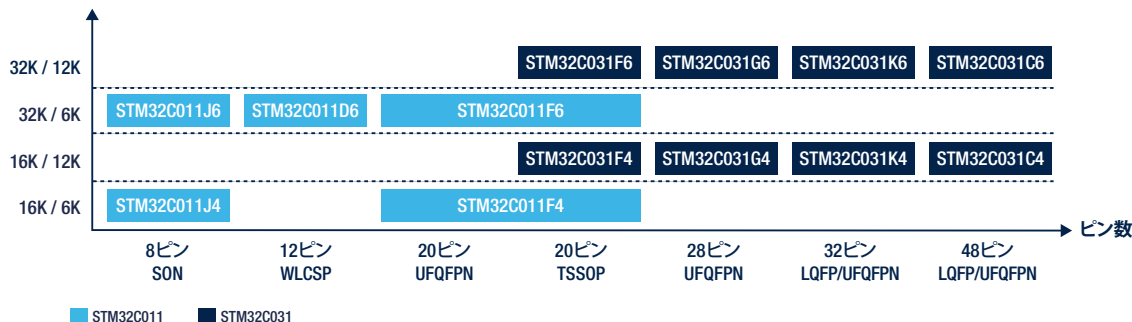 32K / 12K
STM32C031F6 STM32C031G6 STM32C031K6 STM32C031C6
32K / 6K
STM32C011J6 STM32C011D6 STM32C011F6
16K / 12K
STM32C031F4 STM32C031G4 STM32C031K4 STM32C031C4
16K / 6K
STM32C011J4 STM32C011F4
ピン数
8ピン 12ピン 20ピン 20ピン 28ピン 32ピン 48ピン
SON WLCSP UFQFPN TSSOP UFQFPN LQFP/UFQFPN LQFP/UFQFPN
STM32C011 STM32C031